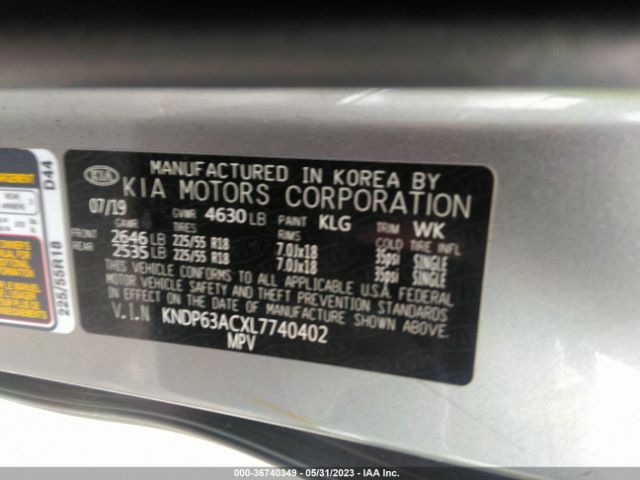 MANUFACTURED IN KOREA BY
KIA KIA MOTORS CORPORATION
07/19 GVWR 4630 LB PAINT KLG TRIM WK
GAWR RIMS COLD TIRE INFL
FRONT 2646 LB 225/55 R18 7.0Jx18 35psi SINGLE
REAR 2535 LB 225/55 R18 7.0Jx18 35psi SINGLE
THIS VEHICLE CONFORMS TO ALL APPLICABLE U.S.A. FEDERAL
MOTOR VEHICLE SAFETY AND THEFT PREVENTION STANDARDS
IN EFFECT ON THE DATE OF MANUFACTURE SHOWN ABOVE.
V.I.N KNDP63ACXL7740402
MPV
D44
225/55R18
000-36740349 - 05/31/2023 - IAA Inc.